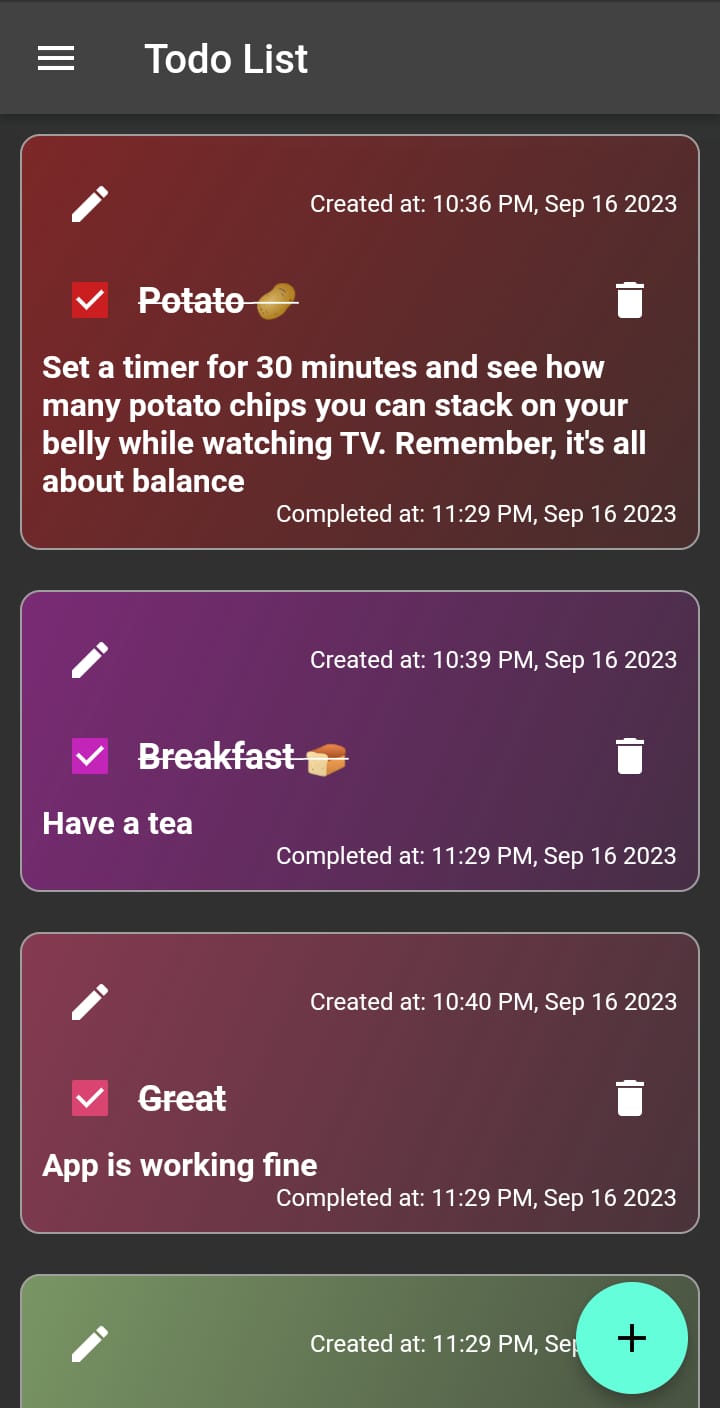 Todo List
Created at: 10:36 PM, Sep 16 2023
Potato 🥔
Set a timer for 30 minutes and see how
many potato chips you can stack on your
belly while watching TV. Remember, it's all
about balance
Completed at: 11:29 PM, Sep 16 2023
Created at: 10:39 PM, Sep 16 2023
Breakfast 🍞
Have a tea
Completed at: 11:29 PM, Sep 16 2023
Created at: 10:40 PM, Sep 16 2023
Great
App is working fine
Completed at: 11:29 PM, Sep 16 2023
Created at: 11:29 PM,